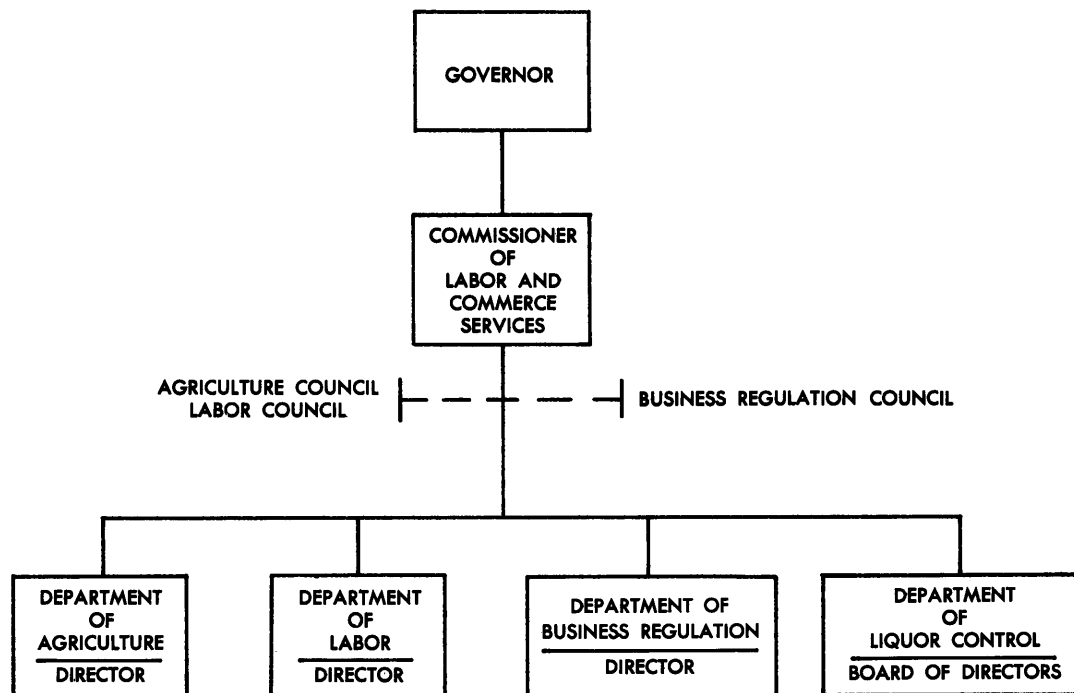 GOVERNOR
COMMISSIONER
OF
LABOR AND
COMMERCE
SERVICES
AGRICULTURE COUNCIL
LABOR COUNCIL
BUSINESS REGULATION COUNCIL
DEPARTMENT
OF
AGRICULTURE
DIRECTOR
DEPARTMENT
OF
LABOR
DIRECTOR
DEPARTMENT OF
BUSINESS REGULATION
DIRECTOR
DEPARTMENT
OF
LIQUOR CONTROL
BOARD OF DIRECTORS